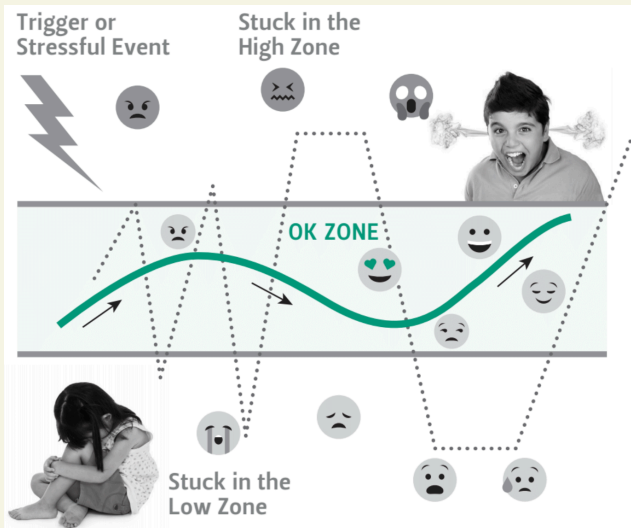 Trigger or
Stressful Event
Stuck in the
High Zone
OK ZONE
Stuck in the
Low Zone